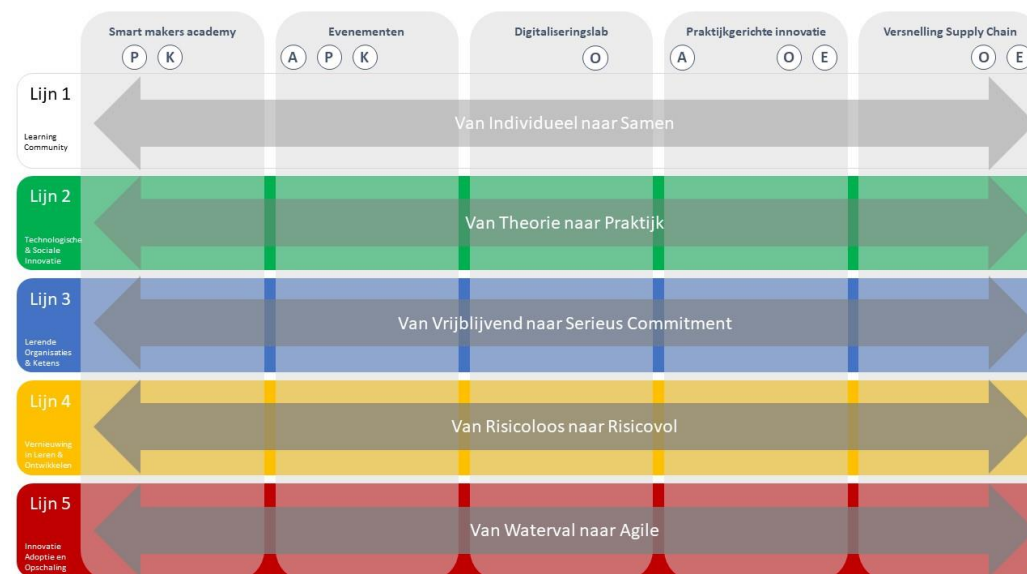 Smart makers academy
Evenementen
Digitaliseringslab
Praktijkgerichte innovatie
Versnelling Supply Chain
P K
A P K
O
A O E
O E
Lijn 1
Learning
Community
Van Individueel naar Samen
Lijn 2
Technologische
& Sociale
Innovatie
Van Theorie naar Praktijk
Lijn 3
Lerende
Organisaties
& Ketens
Van Vrijblijvend naar Serieus Commitment
Lijn 4
Vernieuwing
in Leren &
Ontwikkelen
Van Risicoloos naar Risicovol
Lijn 5
Innovatie
Adoptie en
Opschaling
Van Waterval naar Agile